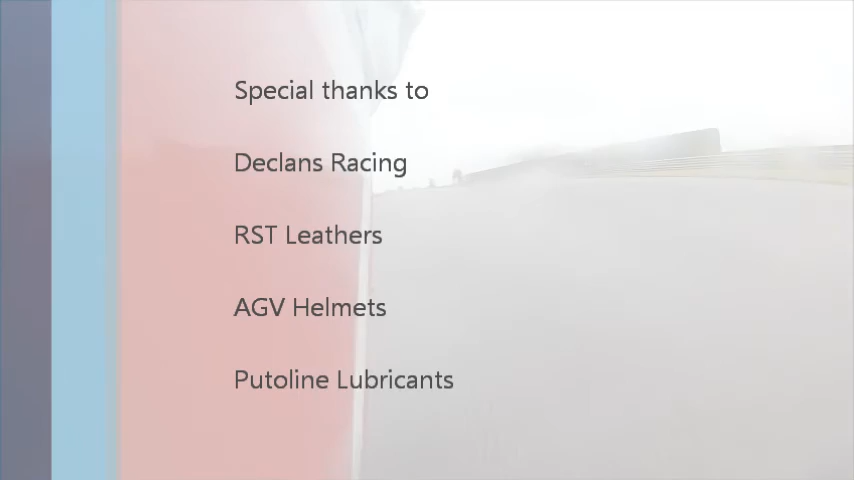 Special thanks to
Declans Racing
RST Leathers
AGV Helmets
Putoline Lubricants